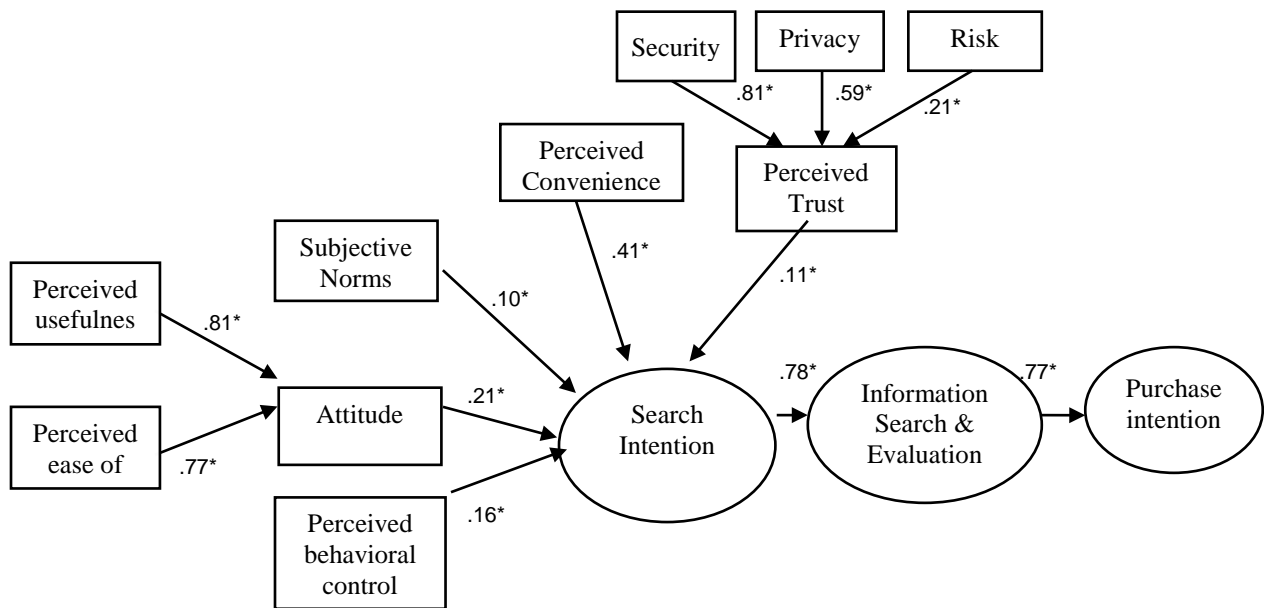 Security
Privacy
Risk
.81*
.59*
.21*
Perceived
Convenience
Perceived
Trust
Subjective
Norms
.41*
.11*
Perceived
usefulnes
.10*
.81*
Attitude
.21*
Search
Intention
.78*
Information
Search &
Evaluation
.77*
Purchase
intention
Perceived
ease of
.77*
.16*
Perceived
behavioral
control